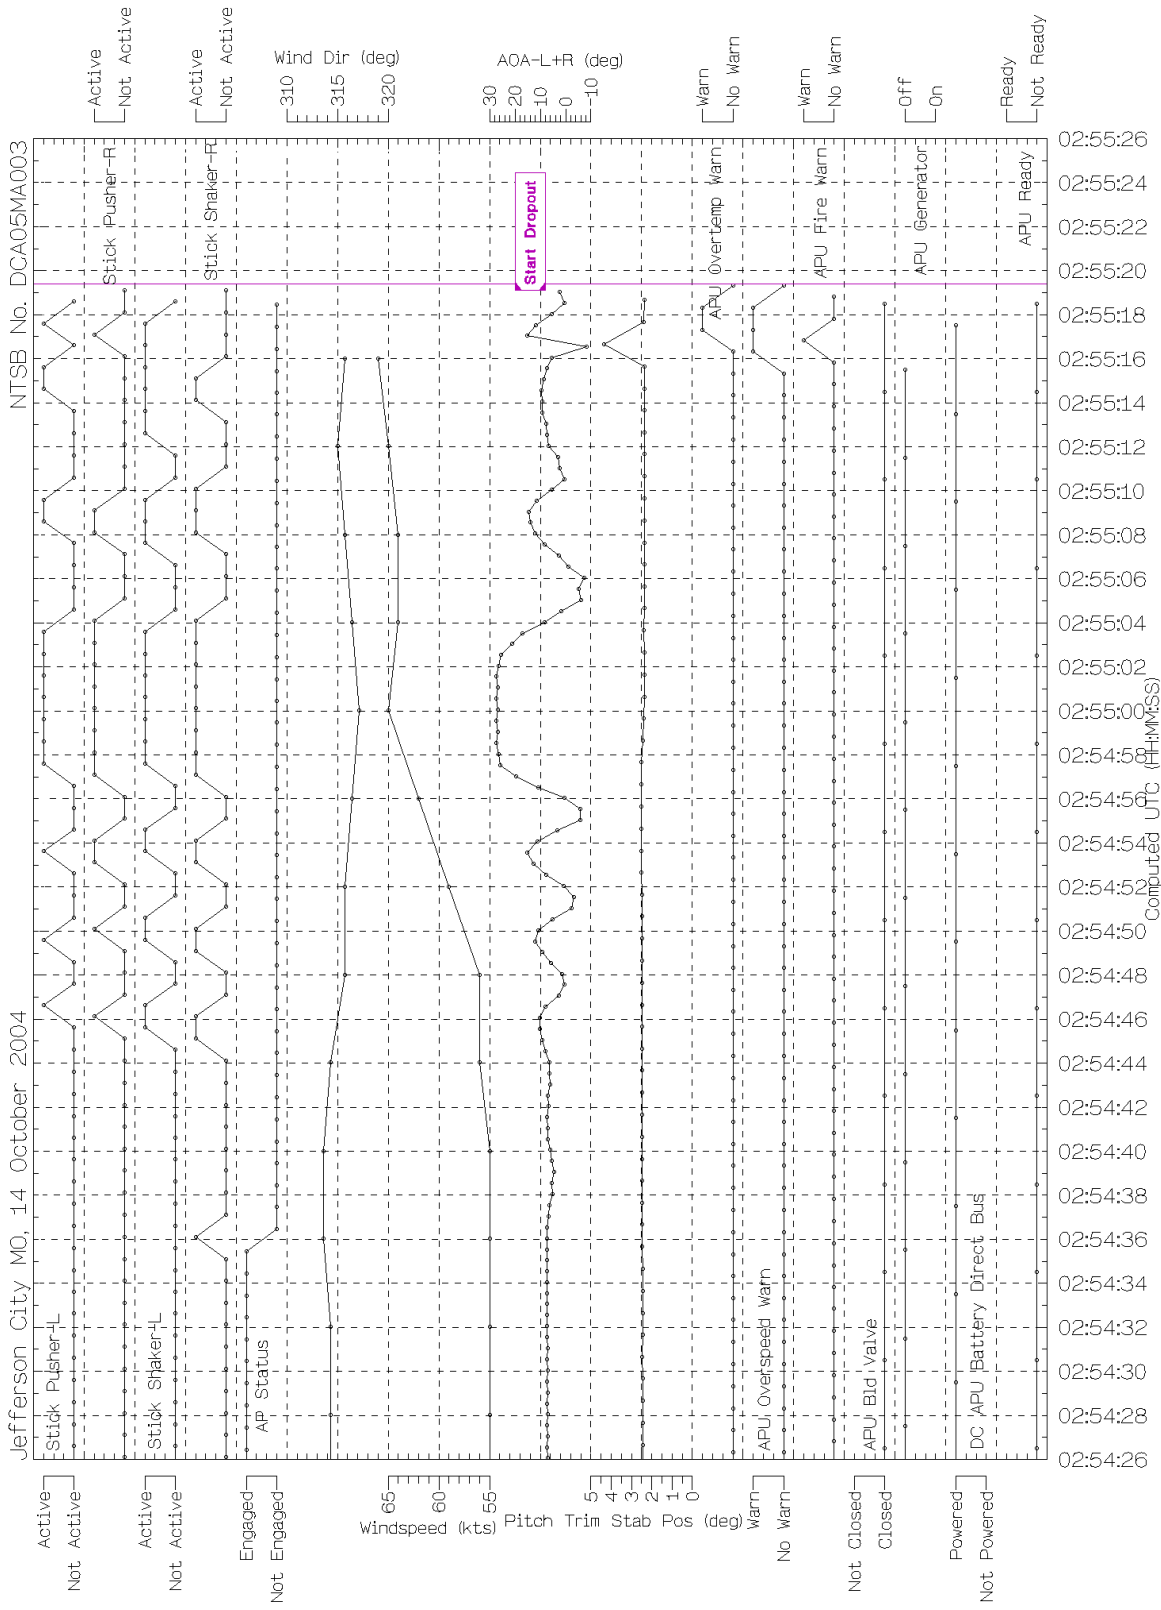 Jefferson City MO, 14 October 2004
NTSB No. DCA05MA003
Active
Not Active
Stick Pusher-L
Active
Not Active
Stick Pusher-R
Active
Not Active
Stick Shaker-L
Active
Not Active
Stick Shaker-R
Engaged
Not Engaged
AP Status
Wind Dir (deg)
310
315
320
Windspeed (kts)
65
60
55
AOA-L+R (deg)
30
20
10
0
-10
Pitch Trim Stab Pos (deg)
5
4
3
2
1
0
Start Dropout
Warn
No Warn
APU Overtemp Warn
Warn
No Warn
APU Overspeed Warn
Warn
No Warn
APU Fire Warn
Not Closed
Closed
APU Bld Valve
Off
On
APU Generator
Powered
Not Powered
DC APU Battery Direct Bus
Ready
Not Ready
APU Ready
02:54:26
02:54:28
02:54:30
02:54:32
02:54:34
02:54:36
02:54:38
02:54:40
02:54:42
02:54:44
02:54:46
02:54:48
02:54:50
02:54:52
02:54:54
02:54:56
02:54:58
02:55:00
02:55:02
02:55:04
02:55:06
02:55:08
02:55:10
02:55:12
02:55:14
02:55:16
02:55:18
02:55:20
02:55:22
02:55:24
02:55:26
Computed UTC (HH:MM:SS)